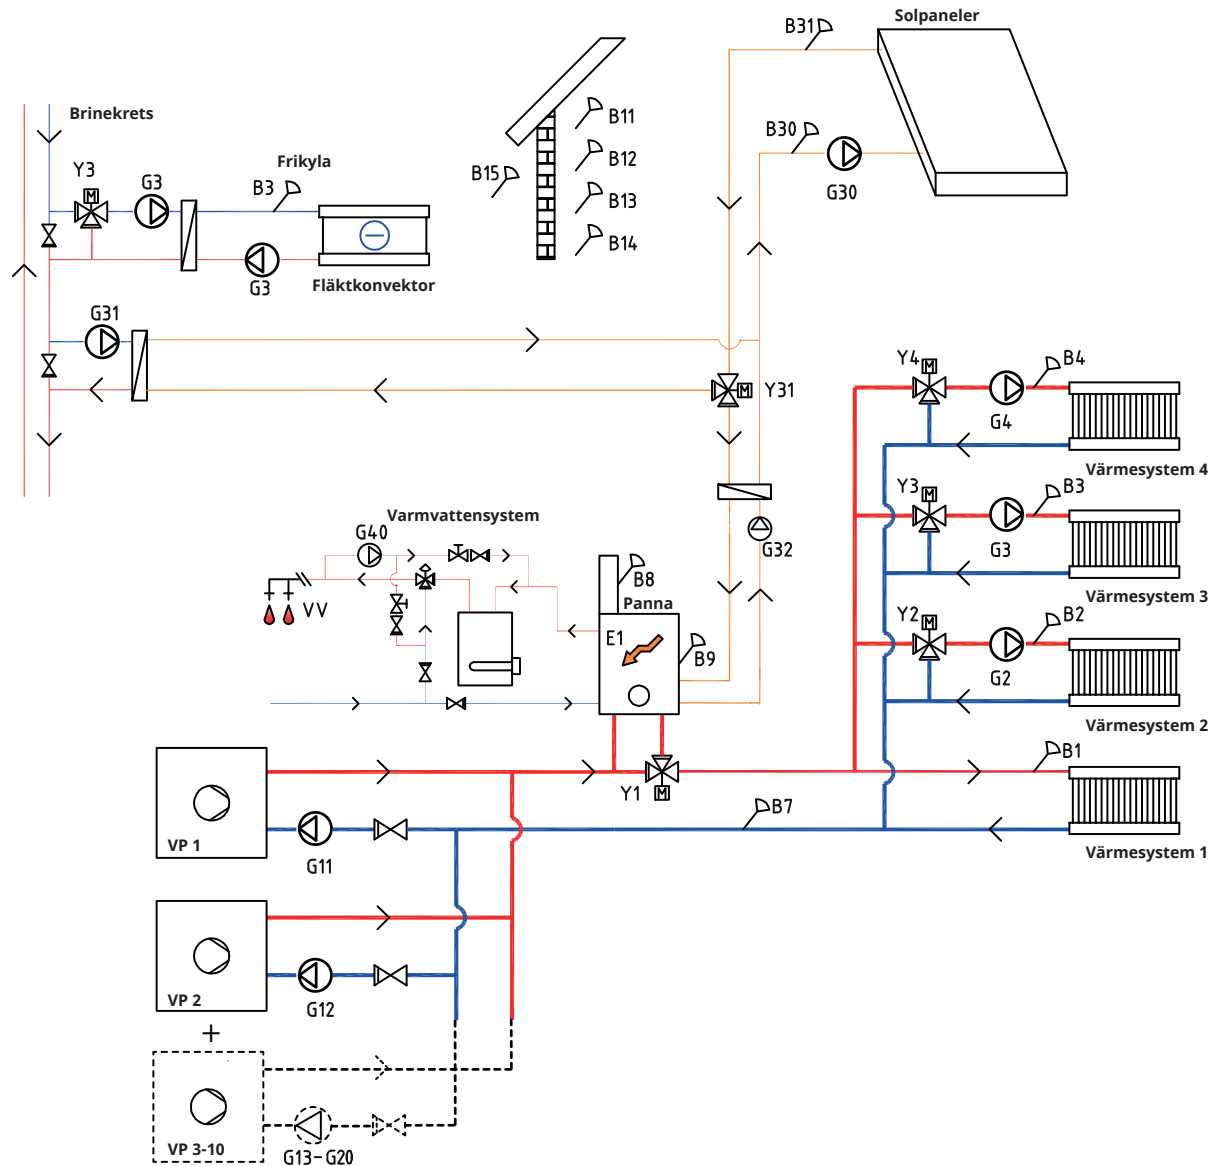 Solpaneler
B31
B30
G30
Brinekrets
Y3
G3
Frikyla
B3
G3
Fläktkonvektor
B11
B12
B13
B14
B15
G31
Y31
Y4
B4
G4
Värmesystem 4
Y3
B3
G3
Värmesystem 3
Y2
B2
G2
Värmesystem 2
B1
Värmesystem 1
Varmvattensystem
G40
VV
G32
B8
Panna
E1
B9
Y1
B7
VP 1
G11
VP 2
G12
+
VP 3-10
G13-G20
M
M
M
M
M
M